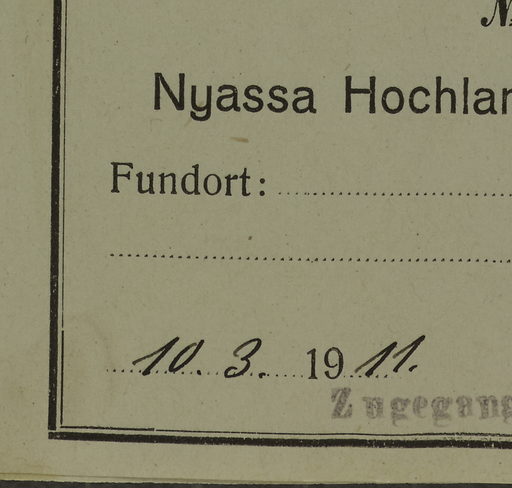 Nyassa Hochlan
Fundort:
10. 3. 1911.
Zugegang